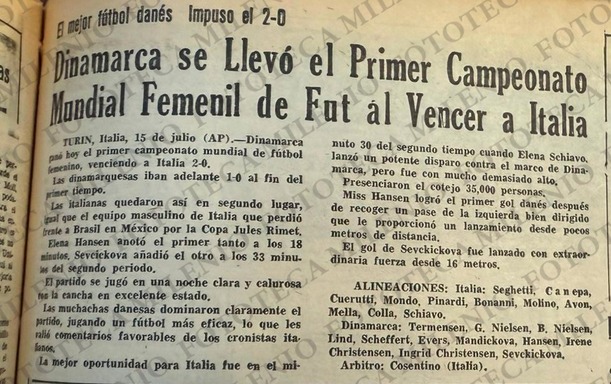 El mejor fútbol danés Impuso el 2-0
Dinamarca se Llevó el Primer Campeonato
Mundial Femenil de Fut al Vencer a Italia
TURIN, Italia, 15 de julio (AP).—Dinamarca
ganó hoy el primer campeonato mundial de fútbol
femenino, venciendo a Italia 2-0.
Las dinamarquesas iban adelante 1-0 al fin del
primer tiempo.
Las italianas quedaron así en segundo lugar,
igual que el equipo masculino de Italia que perdió
frente a Brasil en México por la Copa Jules Rimet.
Elena Hansen anotó el primer tanto a los 18
minutos. Sevcickova añadió el otro a los 33 minu-
tos del segundo periodo.
El partido se jugó en una noche clara y calurosa
con la cancha en excelente estado.
Las muchachas danesas dominaron claramente el
partido, jugando un fútbol más eficaz, lo que les
valió comentarios favorables de los cronistas ita-
lianos.
La mejor oportunidad para Italia fue en el mi-
nuto 30 del segundo tiempo cuando Elena Schiavo.
lanzó un potente disparo contra el marco de Dina-
marca, pero fue con mucho demasiado alto.
Presenciaron el cotejo 35,000 personas.
Miss Hansen logró el primer gol danés después
de recoger un pase de la izquierda bien dirigido
que le proporcionó un lanzamiento desde pocos
metros de distancia.
El gol de Sevckickova fue lanzado con extraor-
dinaria fuerza desde 16 metros.
ALINEACIONES: Italia: Seghetti, Canepa,
Cuerutti, Mondo, Pinardi, Bonanni, Molino, Avon,
Mella, Colla, Schiavo.
Dinamarca: Termensen, G. Nielsen, B. Nielsen,
Lind, Scheffert, Evers, Mandickova, Hansen, Irene
Christensen, Ingrid Christensen, Sevckickova.
Arbitro: Cosentino (Italia).
FOTOTECA MILENIO